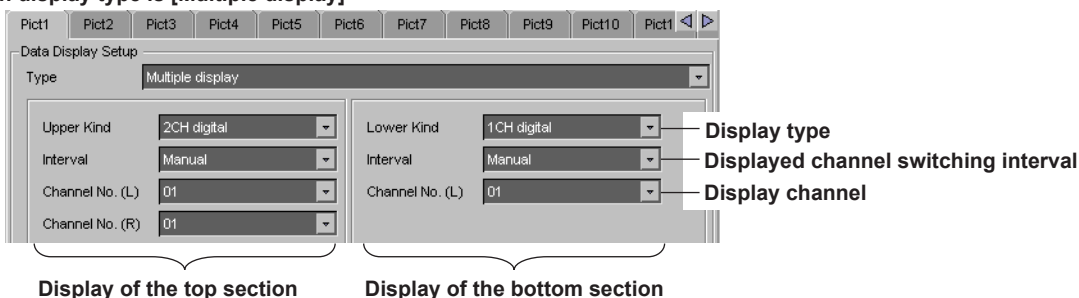 display type is [Multiple display]
Pict1 Pict2 Pict3 Pict4 Pict5 Pict6 Pict7 Pict8 Pict9 Pict10 Pict1
Data Display Setup
Type Multiple display
Upper Kind 2CH digital Lower Kind 1CH digital Display type
Interval Manual Interval Manual Displayed channel switching interval
Channel No. (L) 01 Channel No. (L) 01 Display channel
Channel No. (R) 01
Display of the top section Display of the bottom section